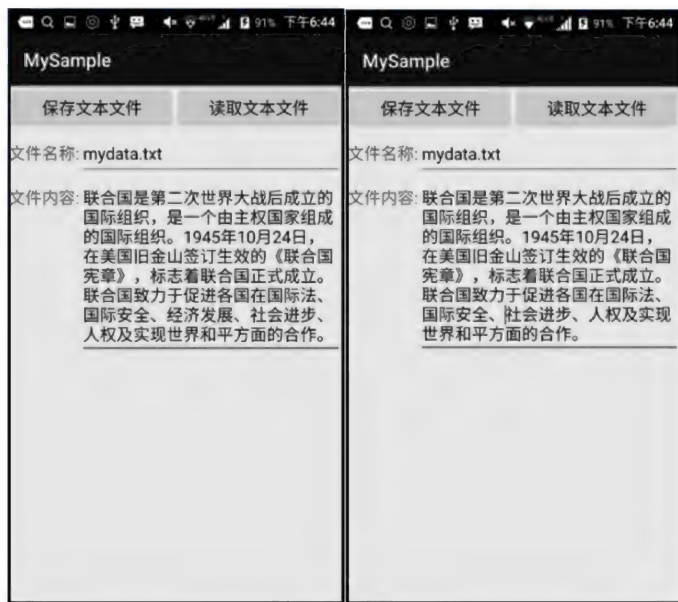 91% 下午6:44
MySample
保存文本文件 读取文本文件
文件名称: mydata.txt
文件内容: 联合国是第二次世界大战后成立的
国际组织，是一个由主权国家组成
的国际组织。1945年10月24日，
在美国旧金山签订生效的《联合国
宪章》，标志着联合国正式成立。
联合国致力于促进各国在国际法、
国际安全、经济发展、社会进步、
人权及实现世界和平方面的合作。
91% 下午6:44
MySample
保存文本文件 读取文本文件
文件名称: mydata.txt
文件内容: 联合国是第二次世界大战后成立的
国际组织，是一个由主权国家组成
的国际组织。1945年10月24日，
在美国旧金山签订生效的《联合国
宪章》，标志着联合国正式成立。
联合国致力于促进各国在国际法、
国际安全、社会进步、人权及实现
世界和平方面的合作。